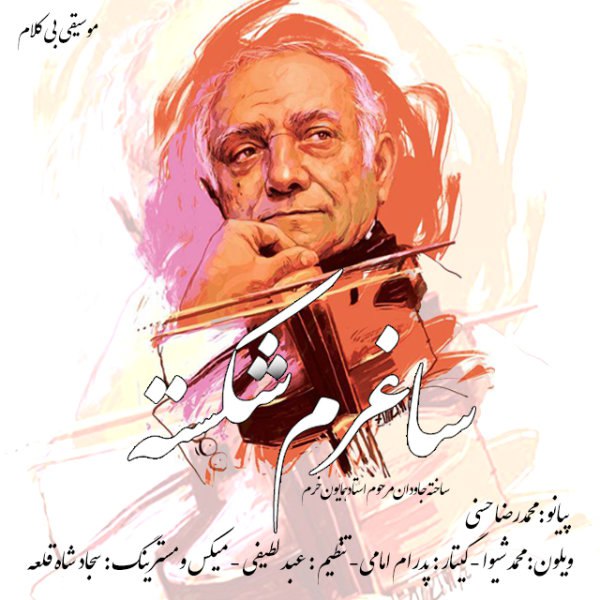 موسیقی بی کلام
ساغرم شکسته
ساخته جاودان مرحوم استاد همایون خرم
پیانو : محمدرضا حسنی
ویلون : محمد شیوا - گیتار : پدرام امامی - تنظیم : عبد لطیفی - میکس و مسترینگ : سجاد شاه قلعه